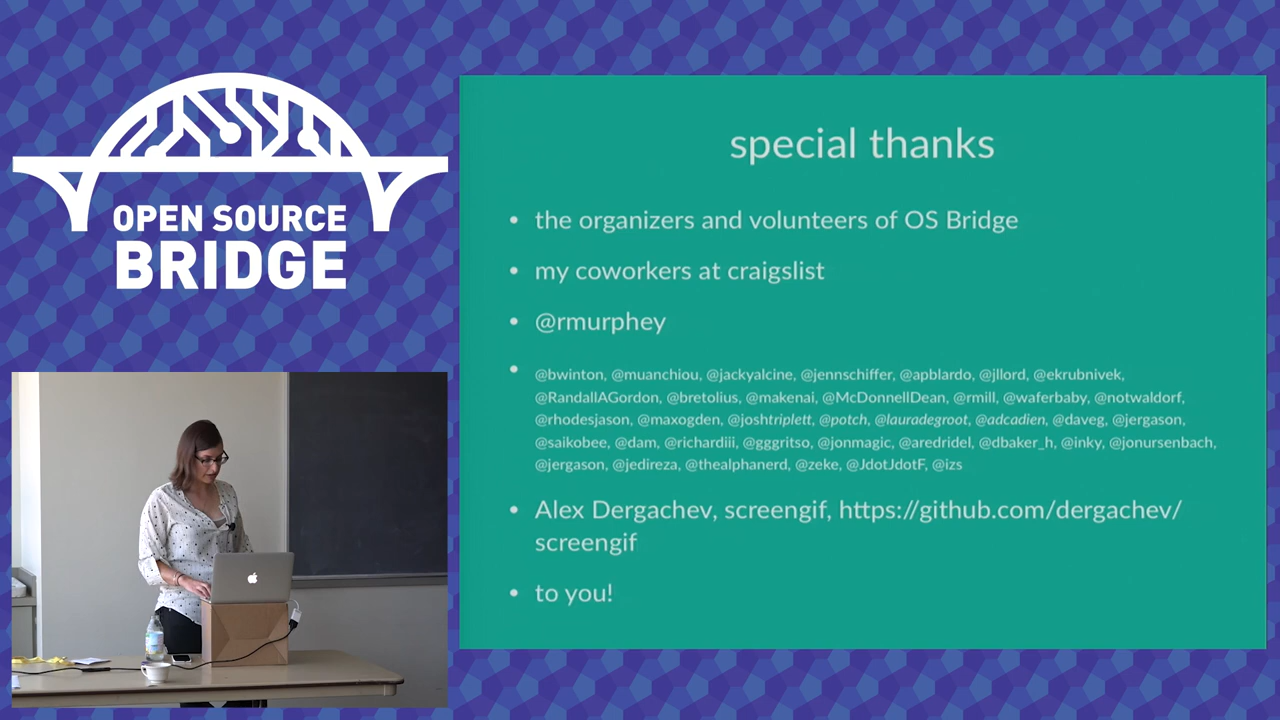 OPEN SOURCE
BRIDGE
special thanks
• the organizers and volunteers of OS Bridge
• my coworkers at craigslist
• @rmurphey
• @bwinton, @muanchiou, @jackyalcine, @jennschiffer, @apblardo, @jllord, @ekrubnivek,
@RandallAGordon, @bretolius, @makenai, @McDonnellDean, @rmill, @waferbaby, @notwaldorf,
@rhodesjason, @maxogden, @joshtriplett, @potch, @lauradegroot, @adcadien, @daveg, @jergason,
@saikobee, @dam, @richardiii, @gggritso, @jonmagic, @aredridel, @dbaker_h, @inky, @jonursenbach,
@jergason, @jedireza, @thealphanerd, @zeke, @JdotJdotF, @izs
• Alex Dergachev, screengif, https://github.com/dergachev/
screengif
• to you!